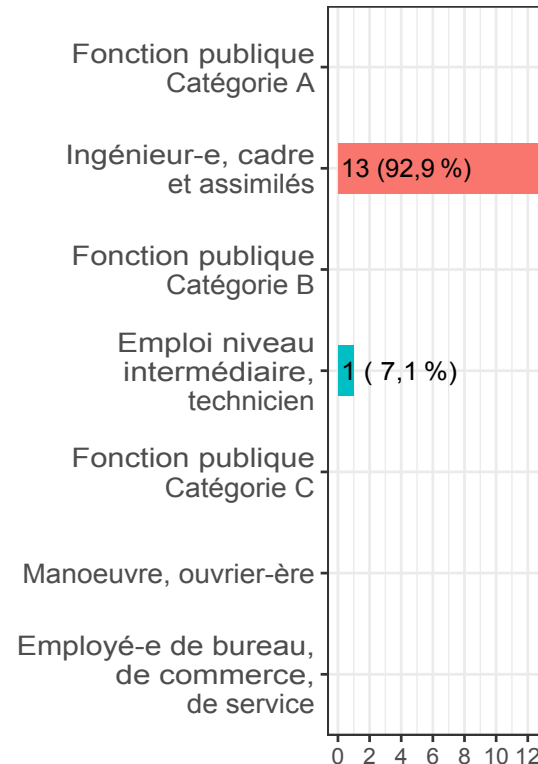 Fonction publique
Catégorie A
Ingénieur-e, cadre
et assimilés
13 (92,9 %)
Fonction publique
Catégorie B
Emploi niveau
intermédiaire,
technicien
1 ( 7,1 %)
Fonction publique
Catégorie C
Manoeuvre, ouvrier-ère
Employé-e de bureau,
de commerce,
de service
0 2 4 6 8 10 12